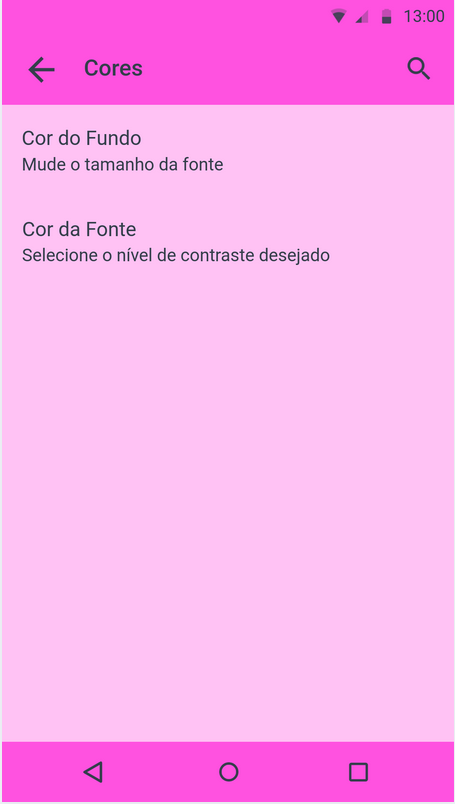 13:00
Cores
Cor do Fundo
Mude o tamanho da fonte
Cor da Fonte
Selecione o nível de contraste desejado